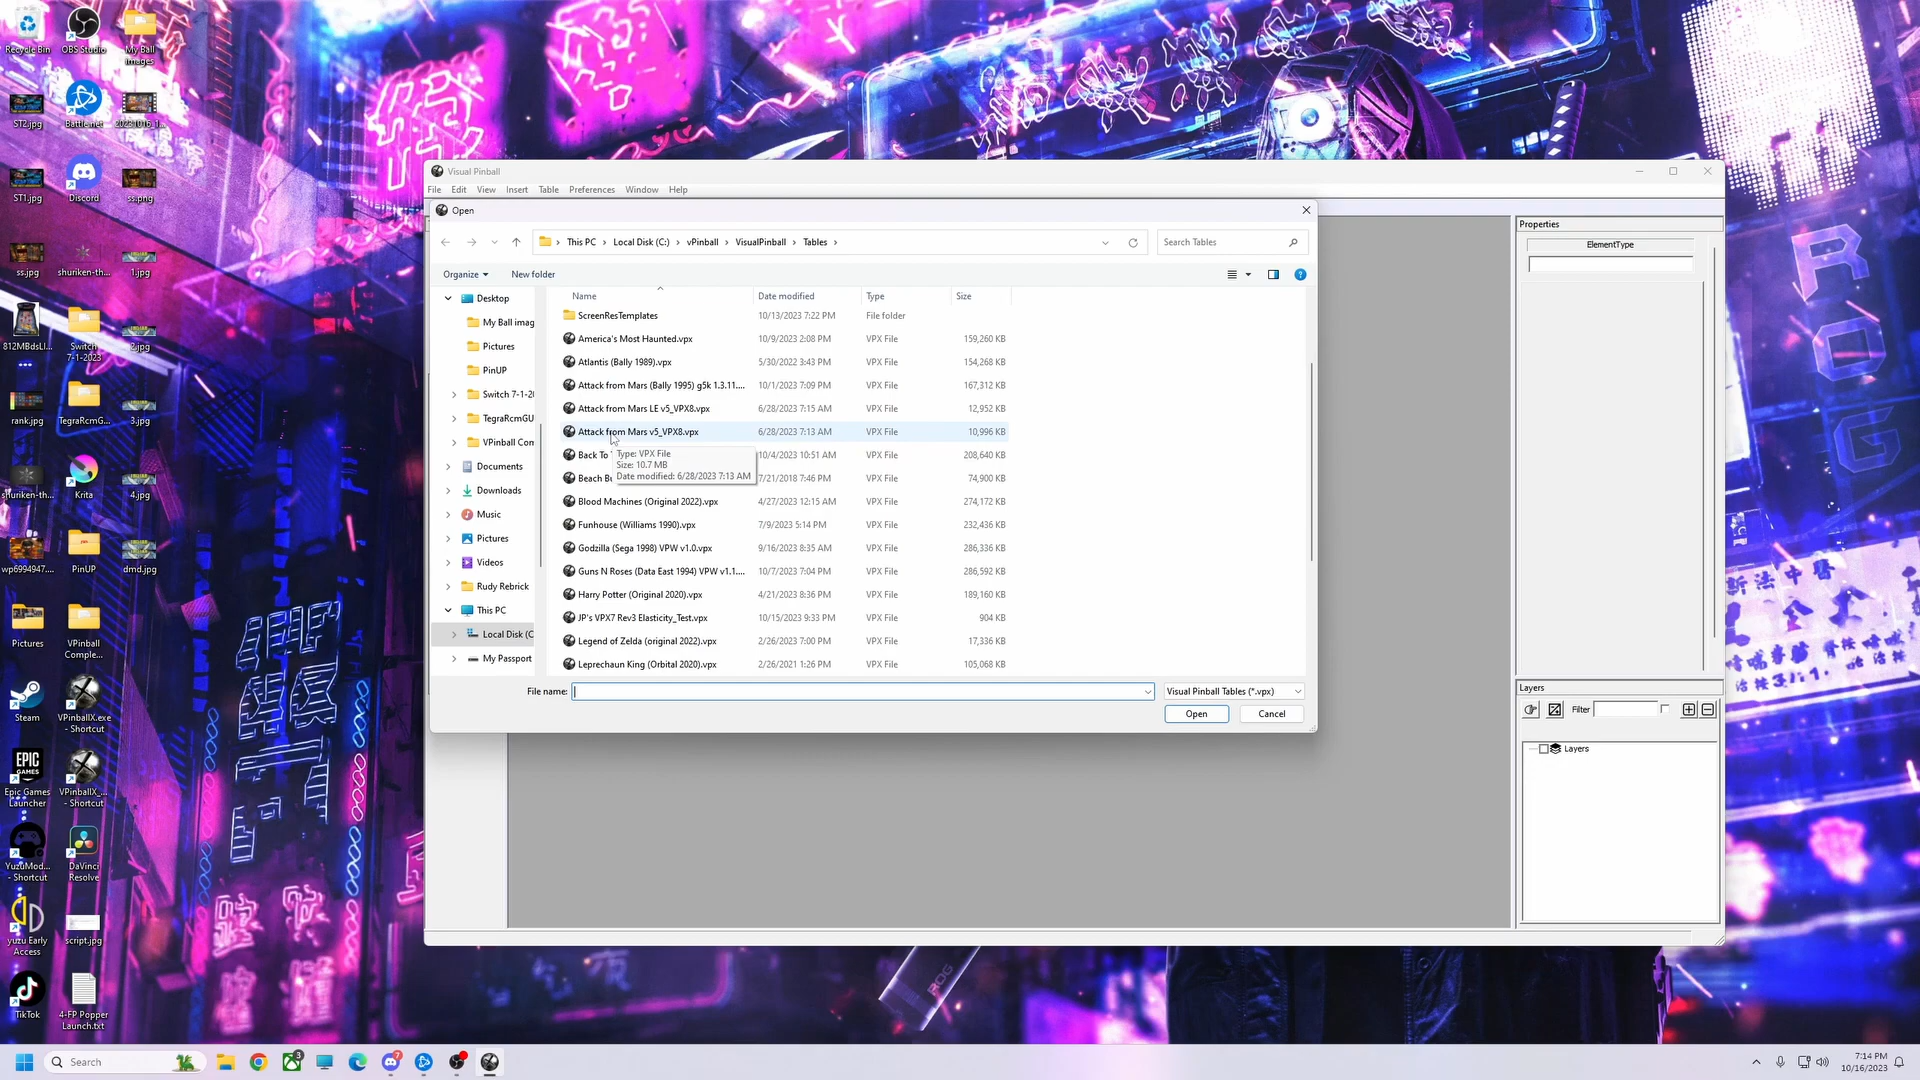 Recycle Bin
OBS Studio
My Ball
Images
ST2.jpg
Battle.net
20231016_1...
ST1.jpg
Discord
ss.png
ss.jpg
shuriken-th...
1.jpg
812MBdsLl...
Switch
7-1-2023
2.jpg
rank.jpg
TegraRcmG...
3.jpg
shuriken-th...
Krita
4.jpg
wp6994947....
PinUP
dmd.jpg
Pictures
VPinball
Comple...
Steam
VPinballX.exe
- Shortcut
EPIC
GAMES
Epic Games
Launcher
VPinballX_...
- Shortcut
YuzuMod...
- Shortcut
DaVinci
Resolve
yuzu Early
Access
script.jpg
TikTok
4-FP Popper
Launch.txt
Visual Pinball
File Edit View Insert Table Preferences Window Help
Open
This PC > Local Disk (C:) > vPinball > VisualPinball > Tables >
Search Tables
Organize New folder
Desktop
My Ball imag
Pictures
PinUP
Switch 7-1-20
TegraRcmGU
VPinball Com
Documents
Downloads
Music
Pictures
Videos
Rudy Rebrick
This PC
Local Disk (C
My Passport
Name Date modified Type Size
ScreenResTemplates 10/13/2023 7:22 PM File folder
America's Most Haunted.vpx 10/9/2023 2:08 PM VPX File 159,260 KB
Atlantis (Bally 1989).vpx 5/30/2022 3:43 PM VPX File 154,268 KB
Attack from Mars (Bally 1995) g5k 1.3.11.... 10/1/2023 7:09 PM VPX File 167,312 KB
Attack from Mars LE v5_VPX8.vpx 6/28/2023 7:15 AM VPX File 12,952 KB
Attack from Mars v5_VPX8.vpx 6/28/2023 7:13 AM VPX File 10,996 KB
Back To 10/4/2023 10:51 AM VPX File 208,640 KB
Type: VPX File
Size: 10.7 MB
Date modified: 6/28/2023 7:13 AM
Beach Bu 7/21/2018 7:46 PM VPX File 74,900 KB
Blood Machines (Original 2022).vpx 4/27/2023 12:15 AM VPX File 274,172 KB
Funhouse (Williams 1990).vpx 7/9/2023 5:14 PM VPX File 232,436 KB
Godzilla (Sega 1998) VPW v1.0.vpx 9/16/2023 8:35 AM VPX File 286,336 KB
Guns N Roses (Data East 1994) VPW v1.1.... 10/7/2023 7:04 PM VPX File 286,592 KB
Harry Potter (Original 2020).vpx 4/21/2023 8:36 PM VPX File 189,160 KB
JP's VPX7 Rev3 Elasticity_Test.vpx 10/15/2023 9:33 PM VPX File 904 KB
Legend of Zelda (original 2022).vpx 2/26/2023 7:00 PM VPX File 17,336 KB
Leprechaun King (Orbital 2020).vpx 2/26/2021 1:26 PM VPX File 105,068 KB
File name: Visual Pinball Tables (*.vpx)
Open Cancel
Properties
ElementType
Layers
Filter
Layers
ROG
Search
3
7
7:14 PM
10/16/2023